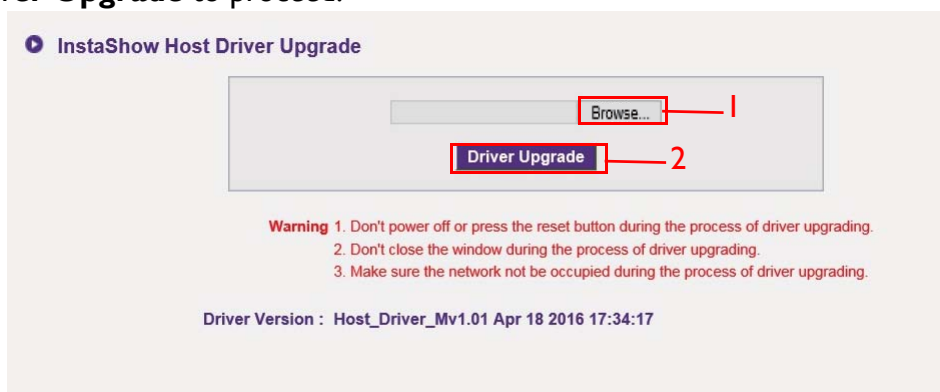 Upgrade to process.
InstaShow Host Driver Upgrade
Browse... 1
Driver Upgrade 2
Warning 1. Don't power off or press the reset button during the process of driver upgrading.
2. Don't close the window during the process of driver upgrading.
3. Make sure the network not be occupied during the process of driver upgrading.
Driver Version : Host_Driver_Mv1.01 Apr 18 2016 17:34:17